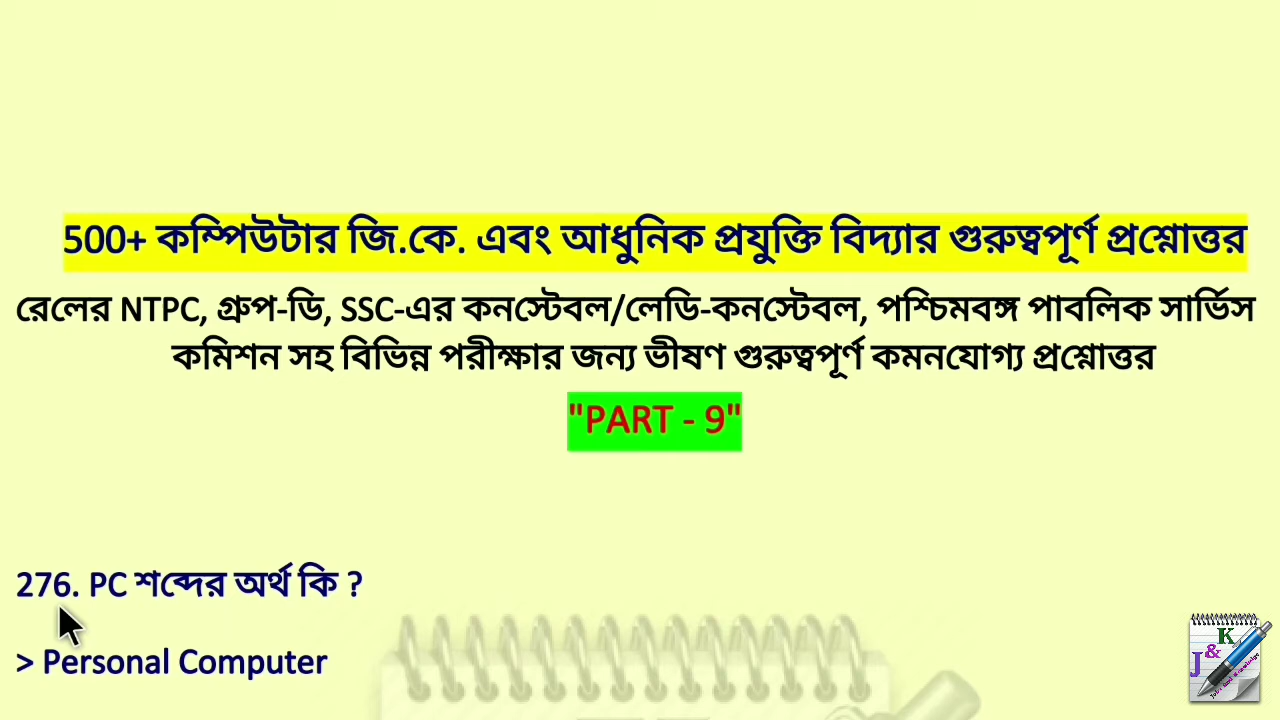 500+ কম্পিউটার জি.কে. এবং আধুনিক প্রযুক্তি বিদ্যার গুরুত্বপূর্ণ প্রশ্নোত্তর
রেলের NTPC, গ্রুপ-ডি, SSC-এর কনস্টেবল/লেডি-কনস্টেবল, পশ্চিমবঙ্গ পাবলিক সার্ভিস
কমিশন সহ বিভিন্ন পরীক্ষার জন্য ভীষণ গুরুত্বপূর্ণ কমনযোগ্য প্রশ্নোত্তর
"PART - 9"
276. PC শব্দের অর্থ কি ?
> Personal Computer
J & K